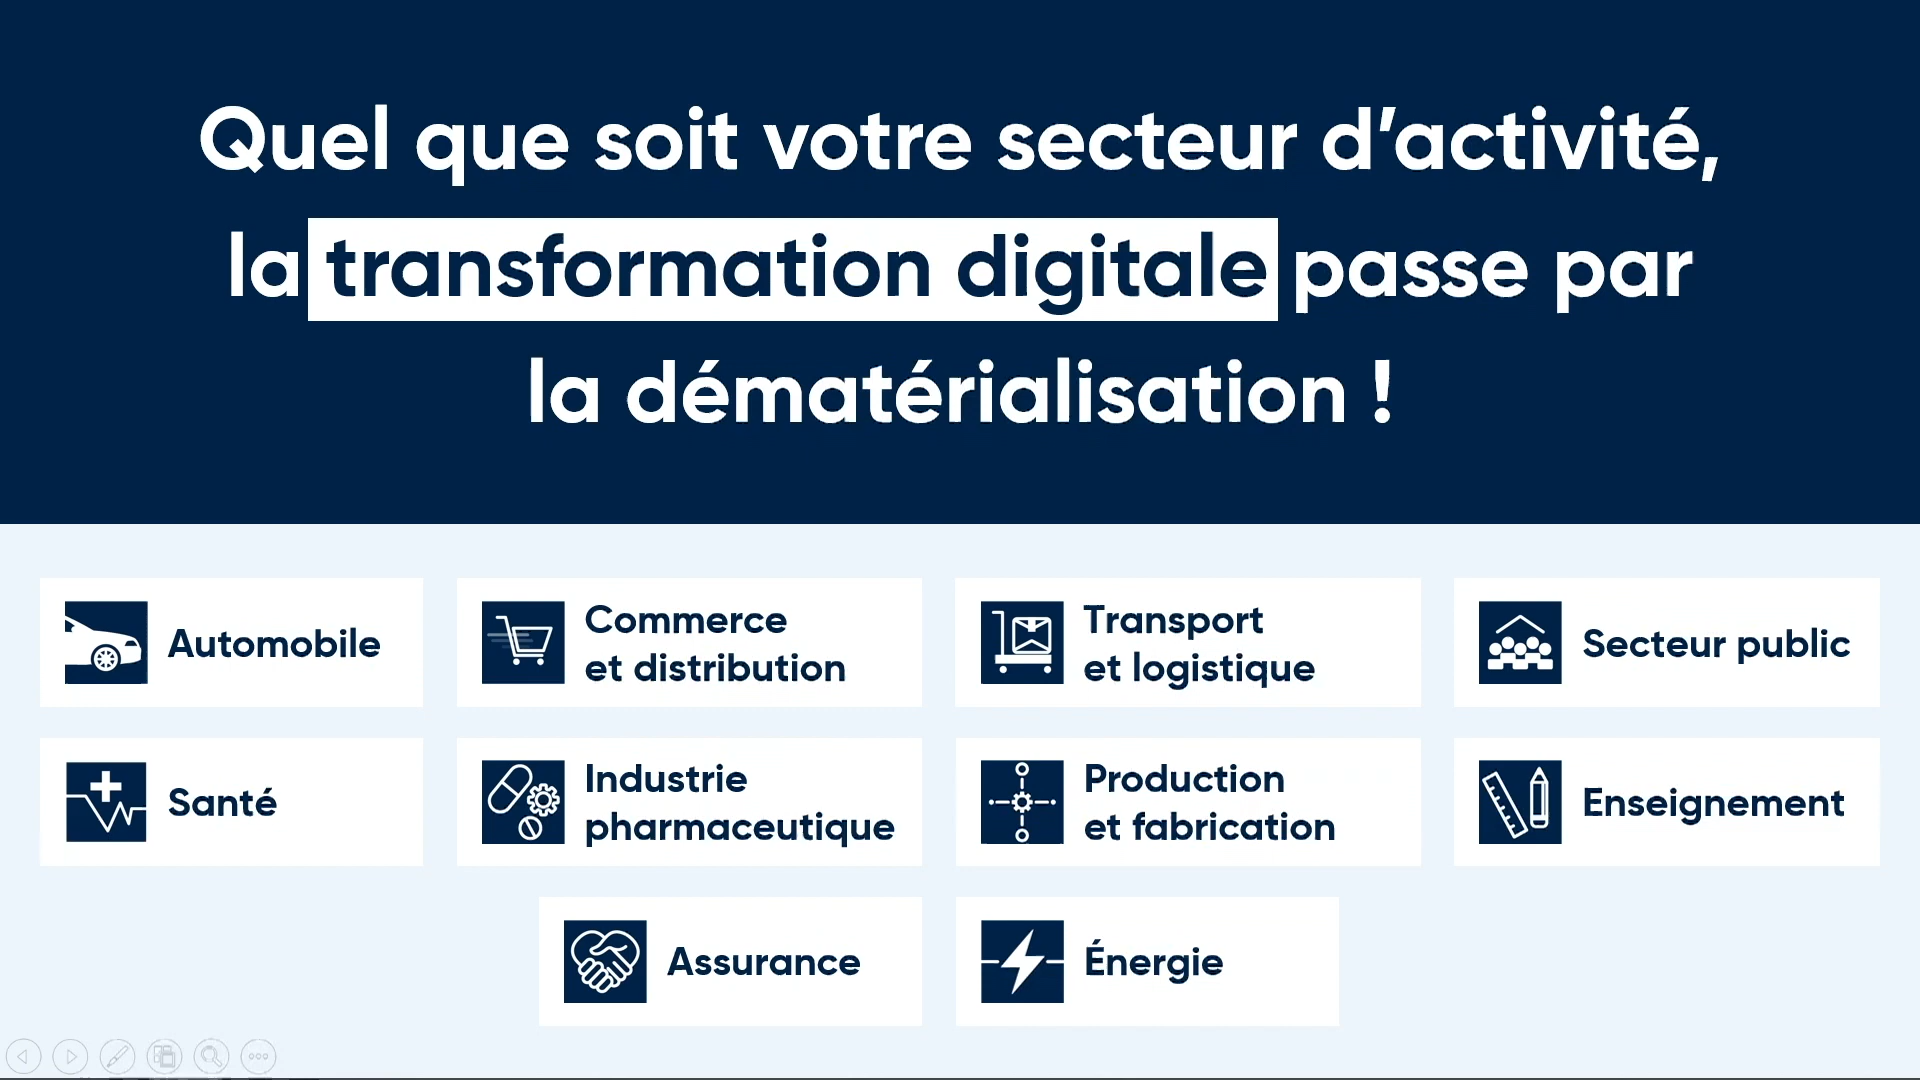 Quel que soit votre secteur d’activité,
la transformation digitale passe par
la dématérialisation !
Automobile
Commerce
et distribution
Transport
et logistique
Secteur public
Santé
Industrie
pharmaceutique
Production
et fabrication
Enseignement
Assurance
Énergie